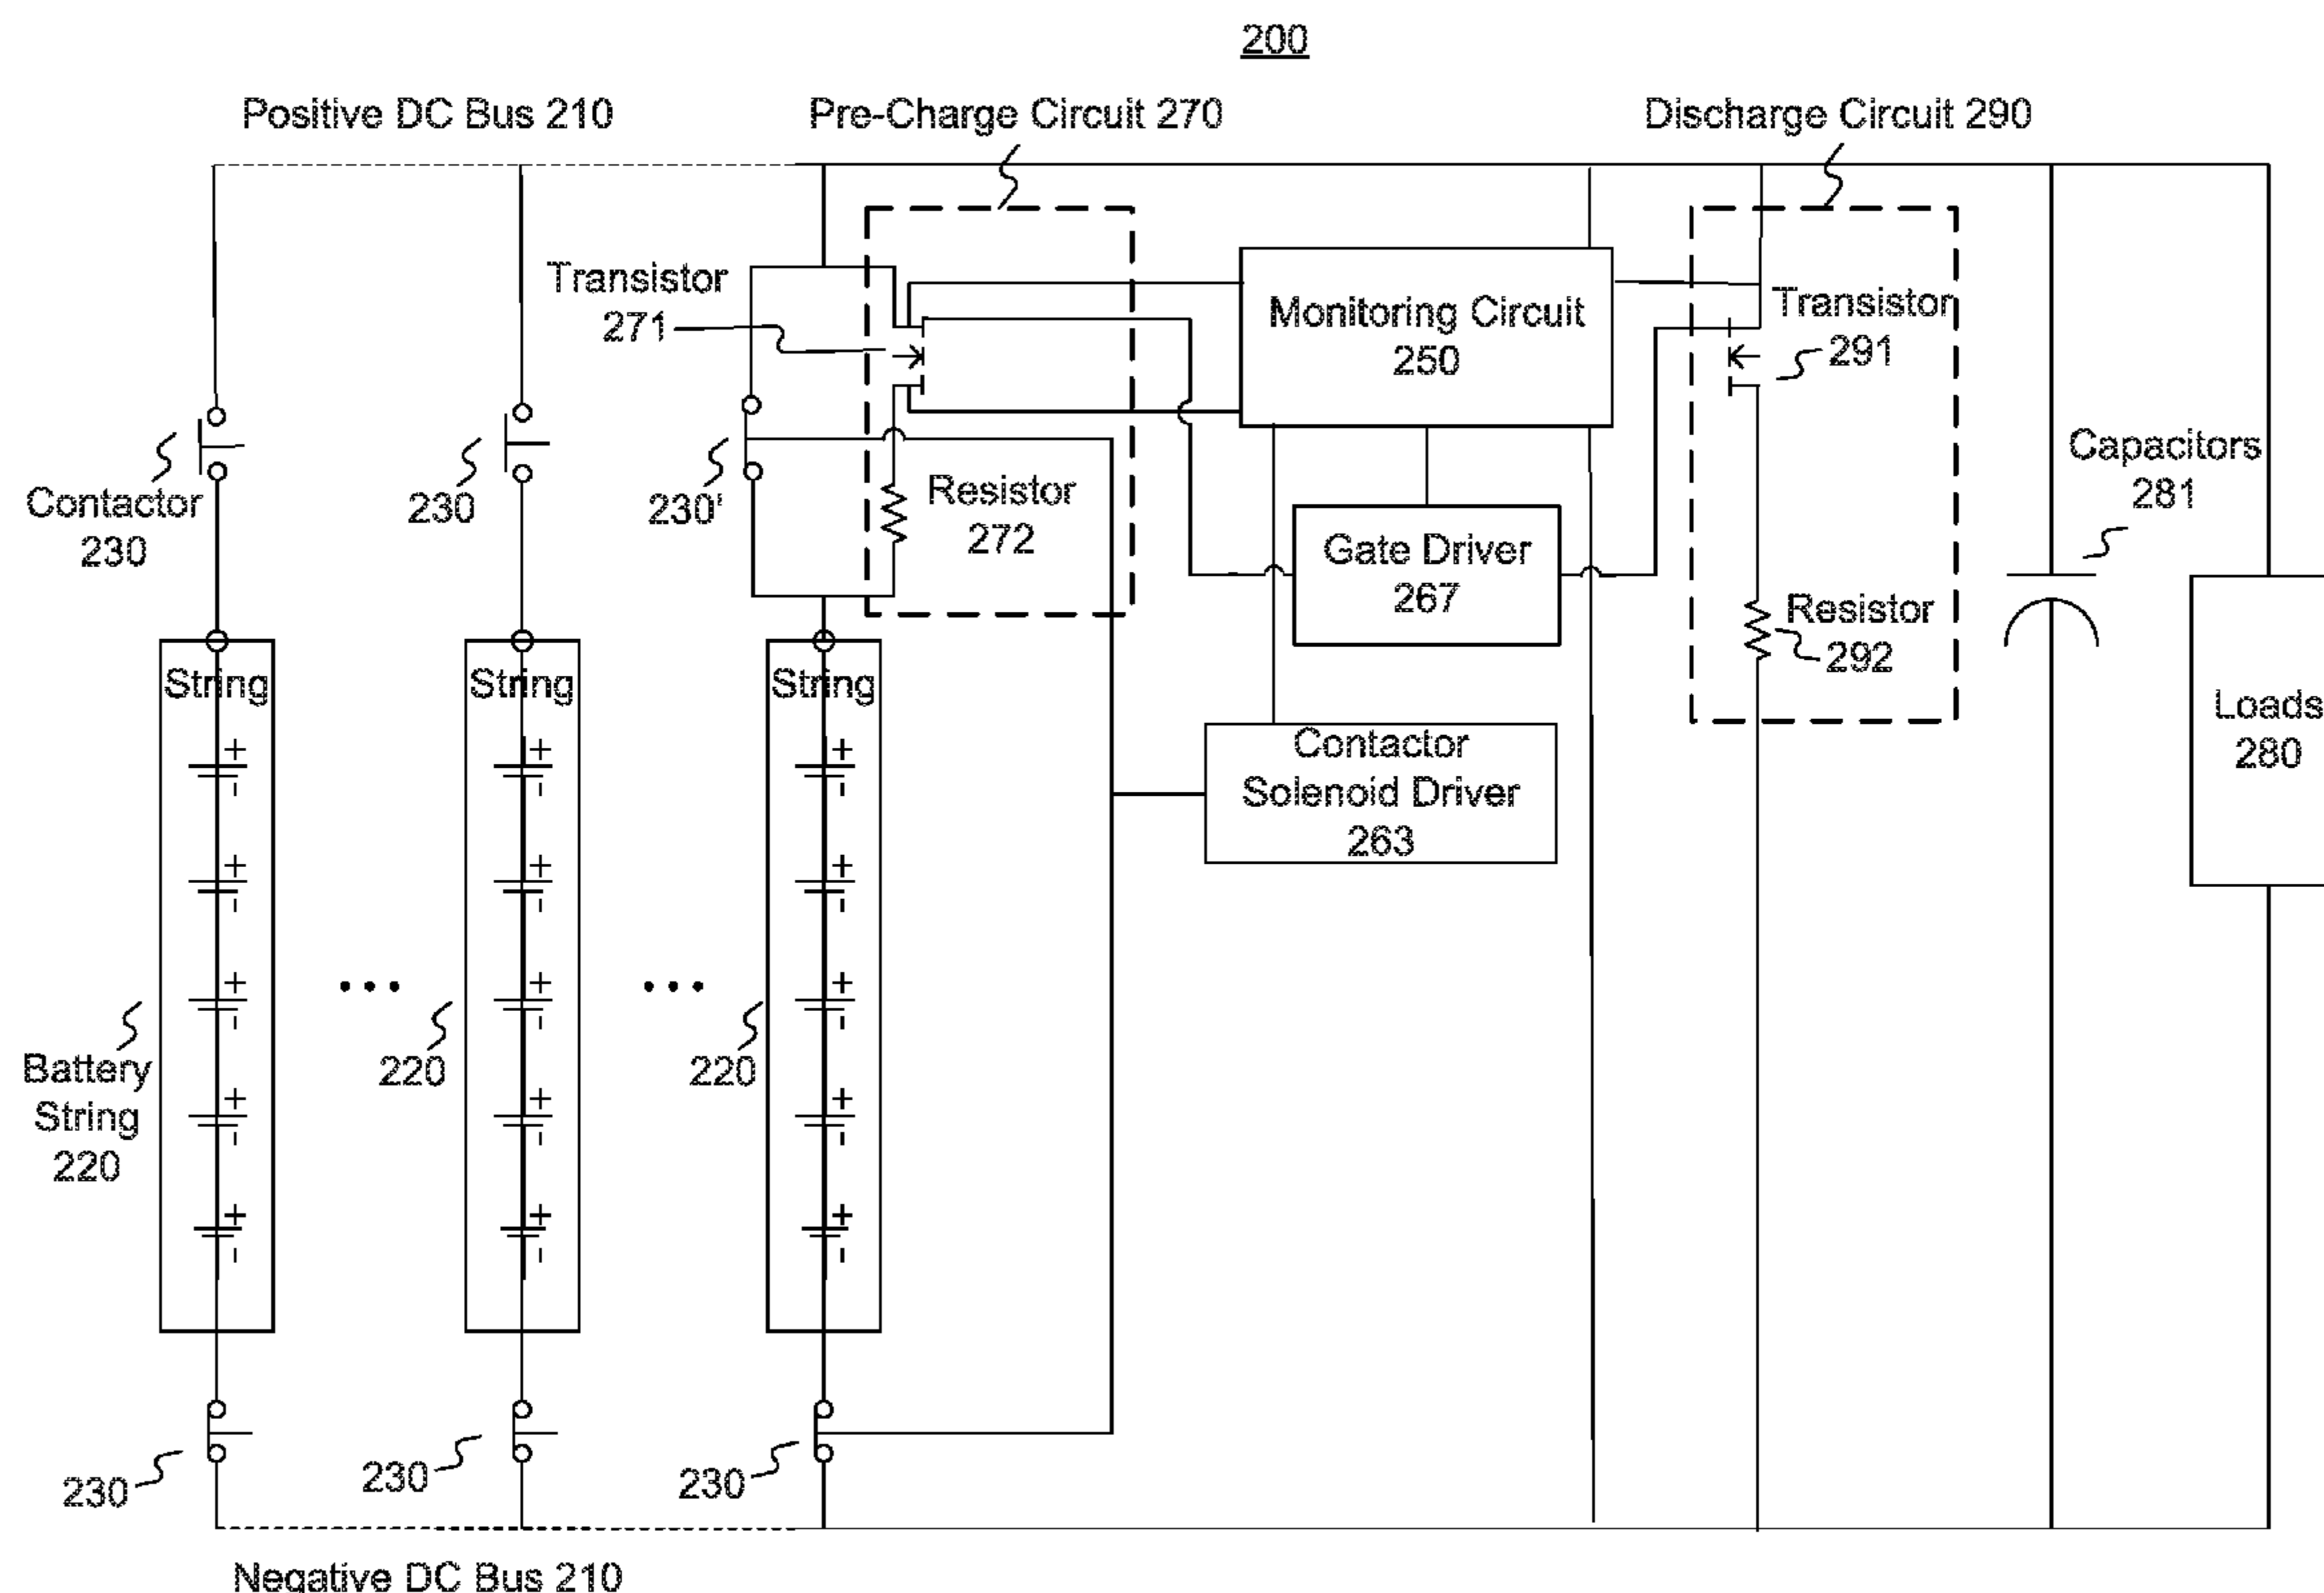 200
Positive DC Bus 210
Pre-Charge Circuit 270
Discharge Circuit 290
Transistor
271
Monitoring Circuit
250
Transistor
291
Contactor
230
230
230'
Resistor
272
Gate Driver
267
Capacitors
281
Resistor
292
String
String
String
Contactor
Solenoid Driver
263
Loads
280
+
-
+
-
+
-
+
-
+
-
+
-
+
-
+
-
+
-
+
-
+
-
+
-
+
-
+
-
+
-
...
...
Battery
String
220
220
220
230
230
230
Negative DC Bus 210